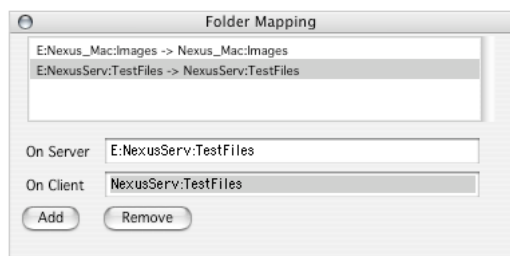 Folder Mapping
E:Nexus_Mac:Images -> Nexus_Mac:Images
E:NexusServ:TestFiles -> NexusServ:TestFiles
On Server E:NexusServ:TestFiles
On Client NexusServ:TestFiles
Add Remove